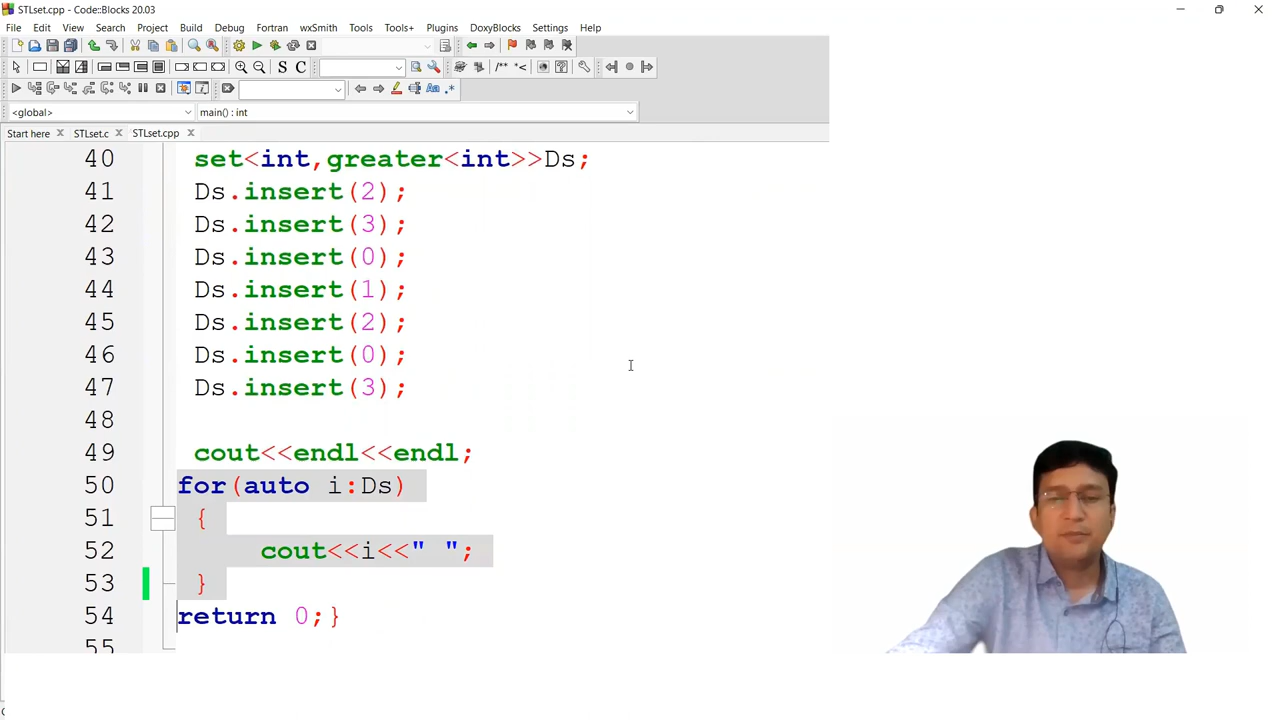 STLset.cpp - Code::Blocks 20.03
File Edit View Search Project Build Debug Fortran wxSmith Tools Tools+ Plugins DoxyBlocks Settings Help
S C /** *<
Aa .*
<global> main() : int
Start here STLset.c STLset.cpp
40 set<int,greater<int>>Ds;
41 Ds.insert(2);
42 Ds.insert(3);
43 Ds.insert(0);
44 Ds.insert(1);
45 Ds.insert(2);
46 Ds.insert(0);
47 Ds.insert(3);
48
49 cout<<endl<<endl;
50 for(auto i:Ds)
51 {
52 cout<<i<<" ";
53 }
54 return 0;}
55